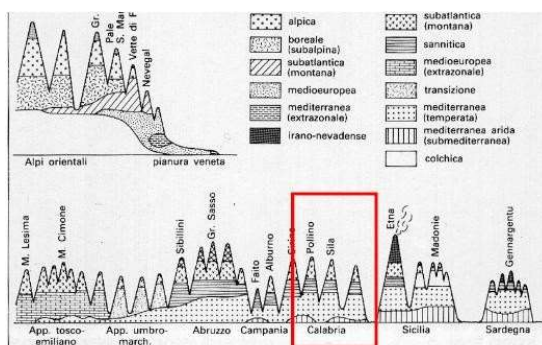 Gr.
Pale
S. Mar
Vette di F
Nevegal
Alpi orientali
pianura veneta
alpica
boreale
(subalpina)
subatlantica
(montana)
medioeuropea
mediterranea
(extrazonale)
irano-nevadense
subatlantica
(montana)
sannitica
medioeuropea
(extrazonale)
transizione
mediterranea
(temperata)
mediterranea arida
(submediterranea)
colchica
M. Lesima
M. Cimone
Sibillini
Gr. Sasso
Faito
Alburno
Pollino
Sila
Etna
Madonie
Gennargentu
App. tosco-
emiliano
App. umbro-
march.
Abruzzo
Campania
Calabria
Sicilia
Sardegna